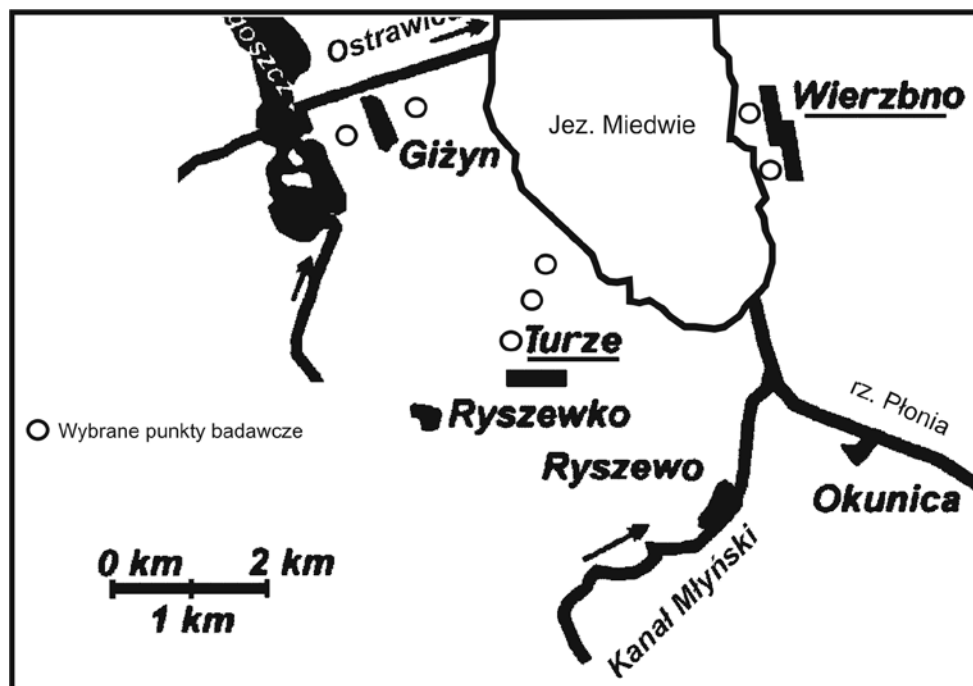 goszcz
Ostrawica
Wierzbno
Jez. Miedwie
Giżyn
Turze
Ryszewko
rz. Płonia
Wybrane punkty badawcze
Ryszewo
Okunica
Kanał Młyński
0 km 2 km
1 km